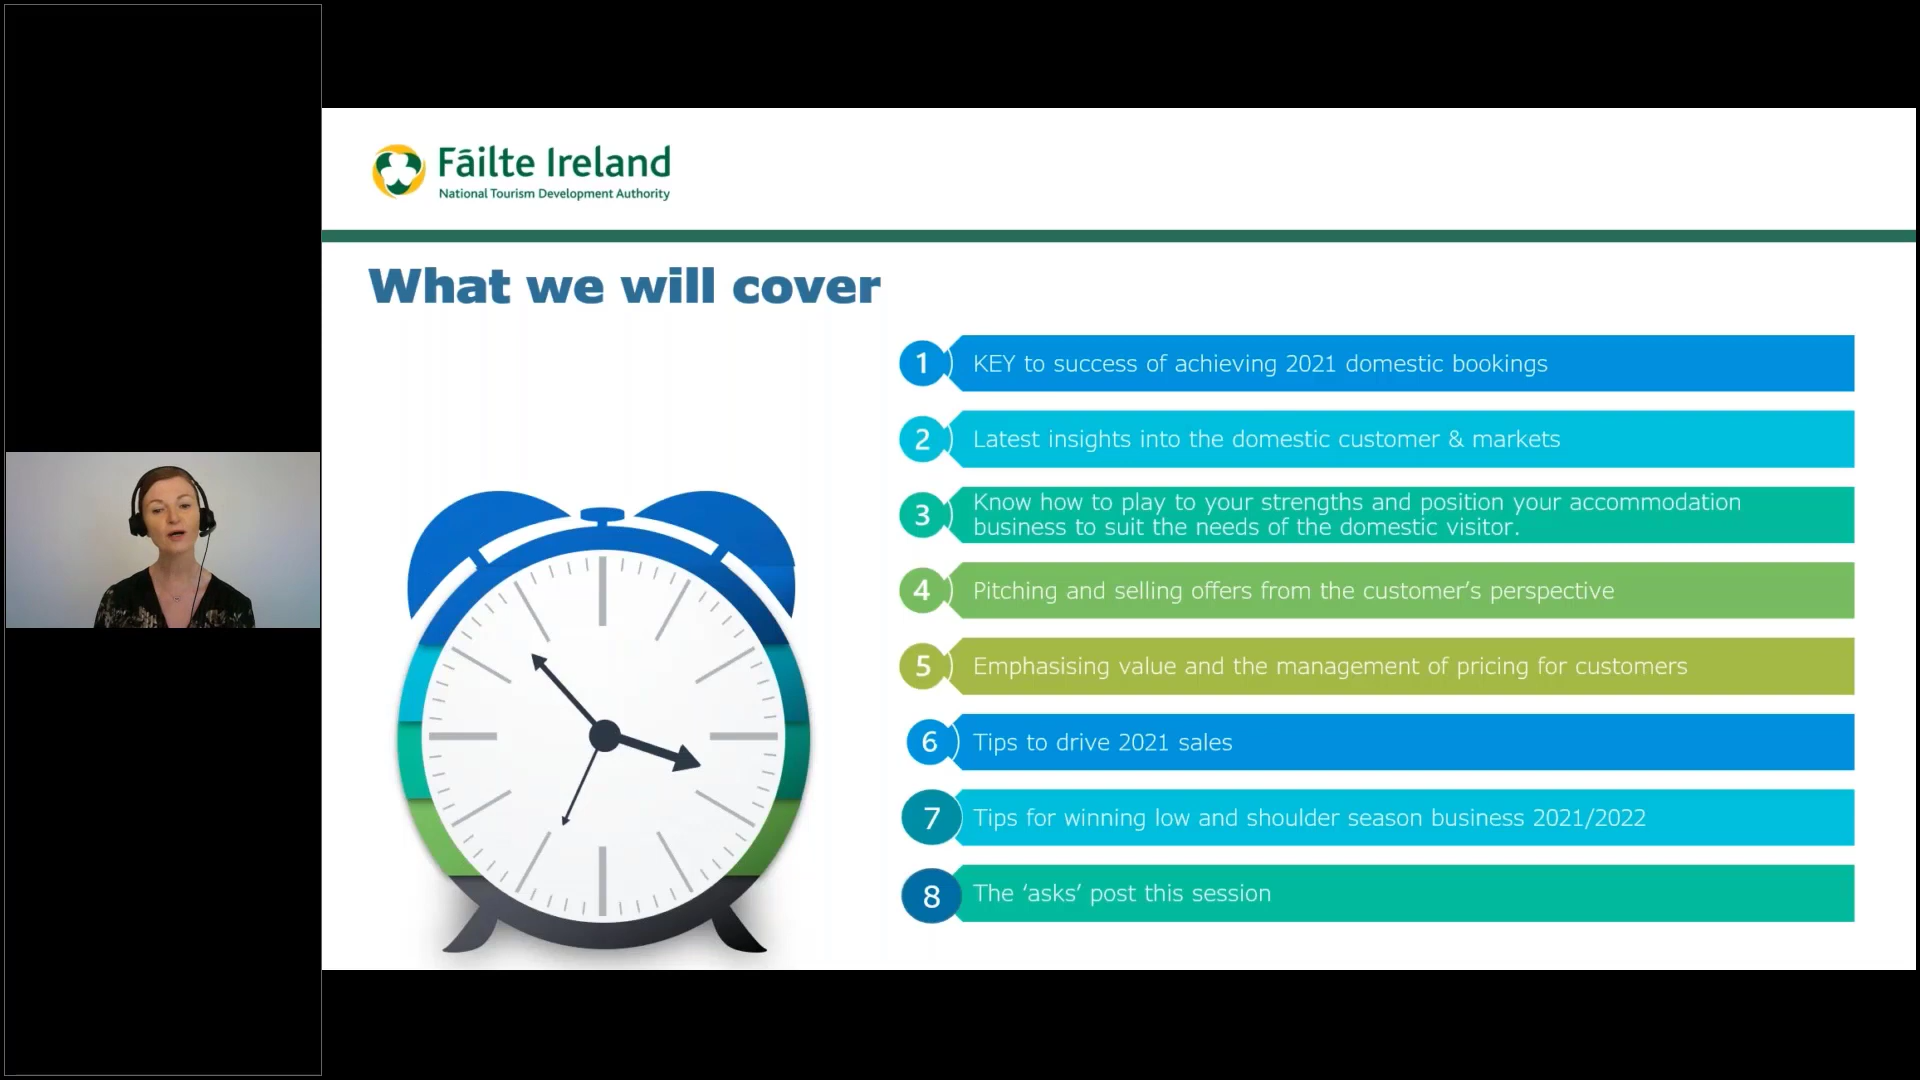 Fáilte Ireland
National Tourism Development Authority
What we will cover
1 KEY to success of achieving 2021 domestic bookings
2 Latest insights into the domestic customer & markets
3 Know how to play to your strengths and position your accommodation
business to suit the needs of the domestic visitor.
4 Pitching and selling offers from the customer’s perspective
5 Emphasising value and the management of pricing for customers
6 Tips to drive 2021 sales
7 Tips for winning low and shoulder season business 2021/2022
8 The ‘asks’ post this session